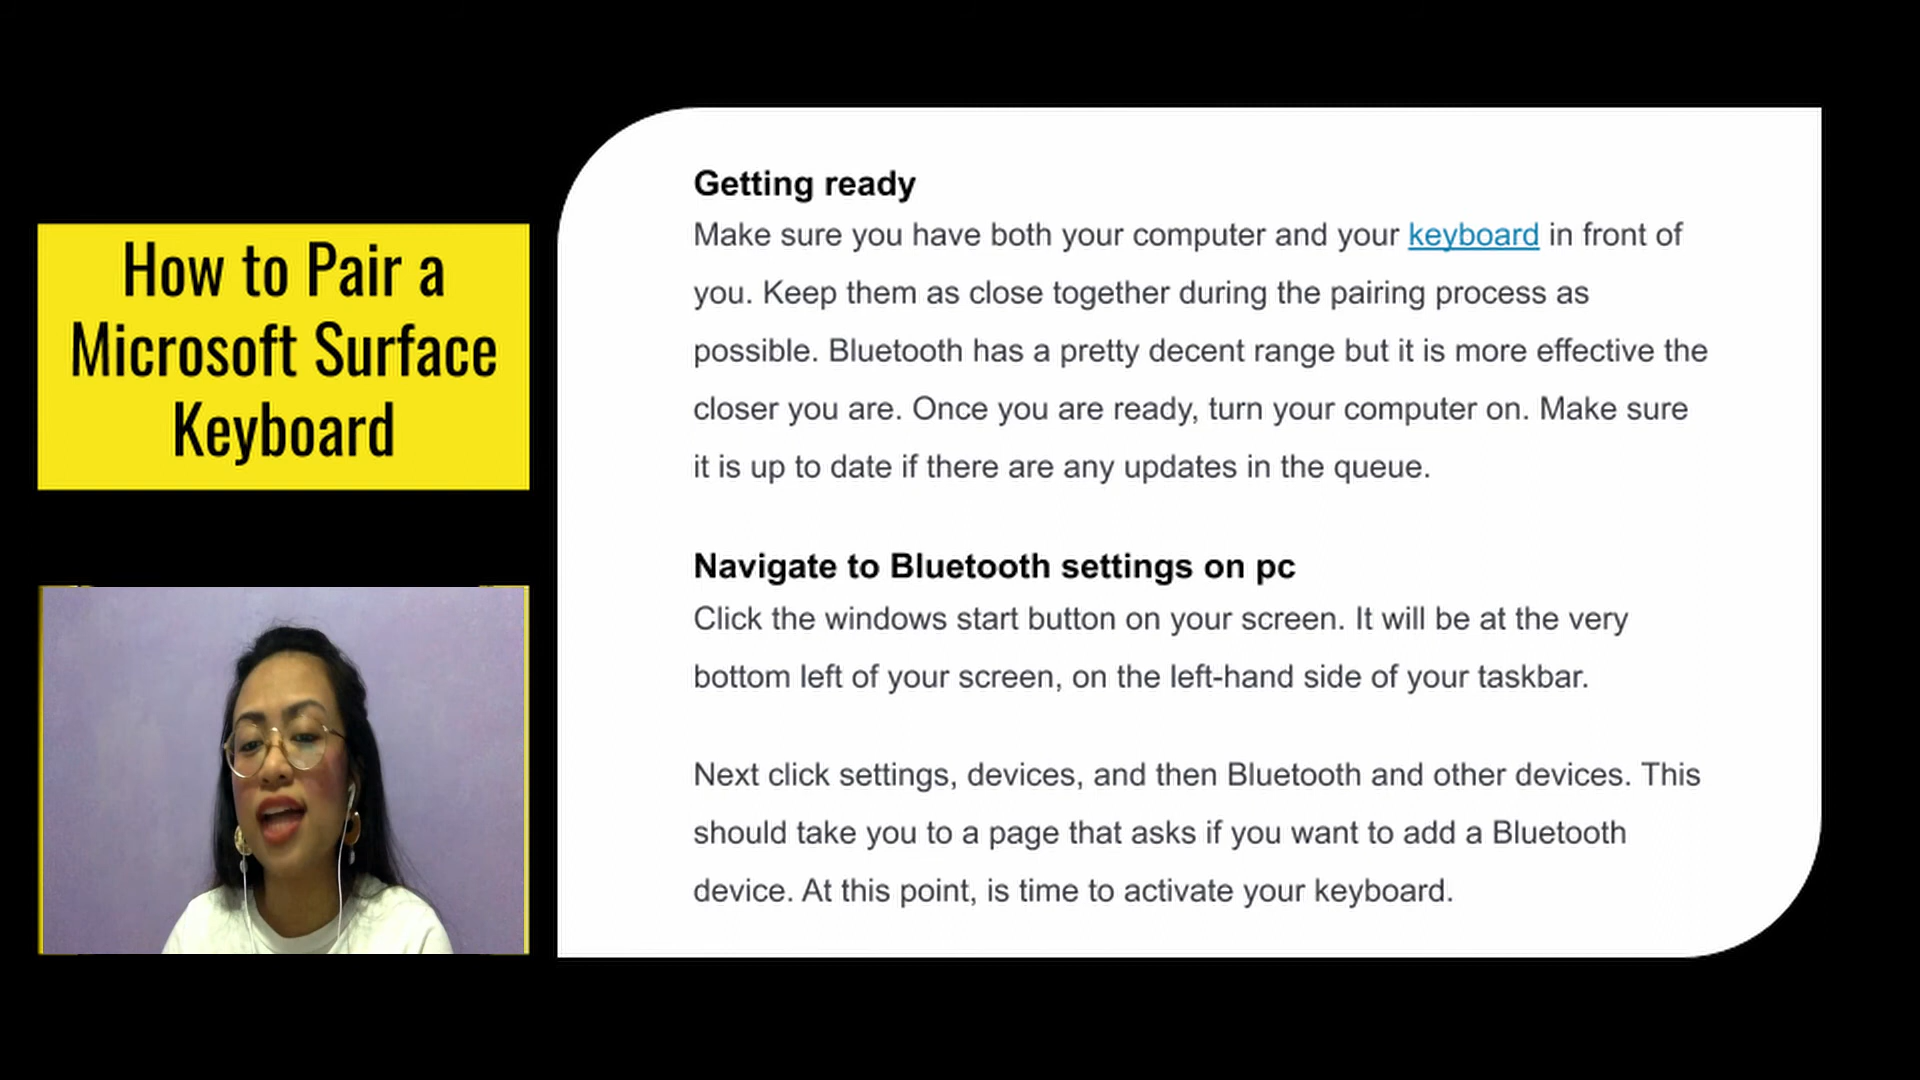 How to Pair a
Microsoft Surface
Keyboard
Getting ready
Make sure you have both your computer and your keyboard in front of
you. Keep them as close together during the pairing process as
possible. Bluetooth has a pretty decent range but it is more effective the
closer you are. Once you are ready, turn your computer on. Make sure
it is up to date if there are any updates in the queue.
Navigate to Bluetooth settings on pc
Click the windows start button on your screen. It will be at the very
bottom left of your screen, on the left-hand side of your taskbar.
Next click settings, devices, and then Bluetooth and other devices. This
should take you to a page that asks if you want to add a Bluetooth
device. At this point, is time to activate your keyboard.